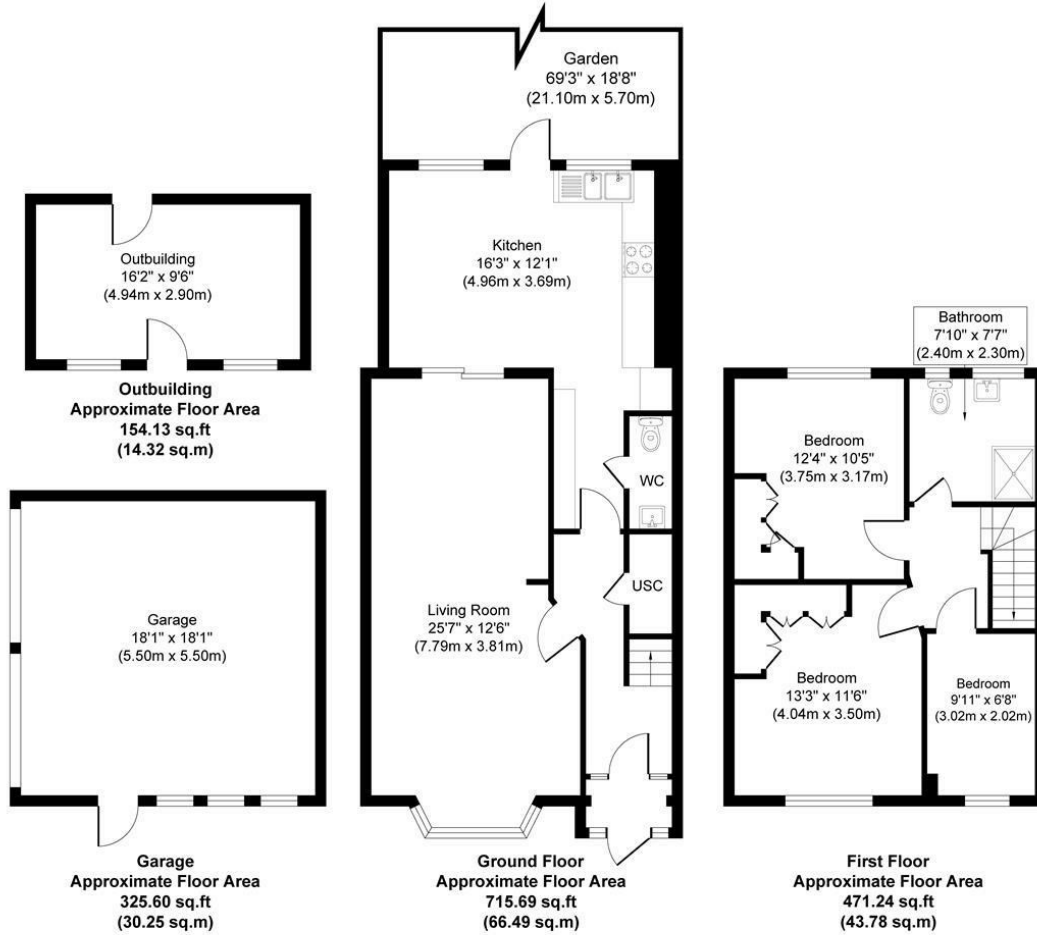 Garden
69'3" x 18'8"
(21.10m x 5.70m)
Outbuilding
16'2" x 9'6"
(4.94m x 2.90m)
Outbuilding
Approximate Floor Area
154.13 sq.ft
(14.32 sq.m)
Kitchen
16'3" x 12'1"
(4.96m x 3.69m)
Bathroom
7'10" x 7'7"
(2.40m x 2.30m)
Bedroom
12'4" x 10'5"
(3.75m x 3.17m)
WC
USC
Garage
18'1" x 18'1"
(5.50m x 5.50m)
Living Room
25'7" x 12'6"
(7.79m x 3.81m)
Bedroom
13'3" x 11'6"
(4.04m x 3.50m)
Bedroom
9'11" x 6'8"
(3.02m x 2.02m)
Garage
Approximate Floor Area
325.60 sq.ft
(30.25 sq.m)
Ground Floor
Approximate Floor Area
715.69 sq.ft
(66.49 sq.m)
First Floor
Approximate Floor Area
471.24 sq.ft
(43.78 sq.m)